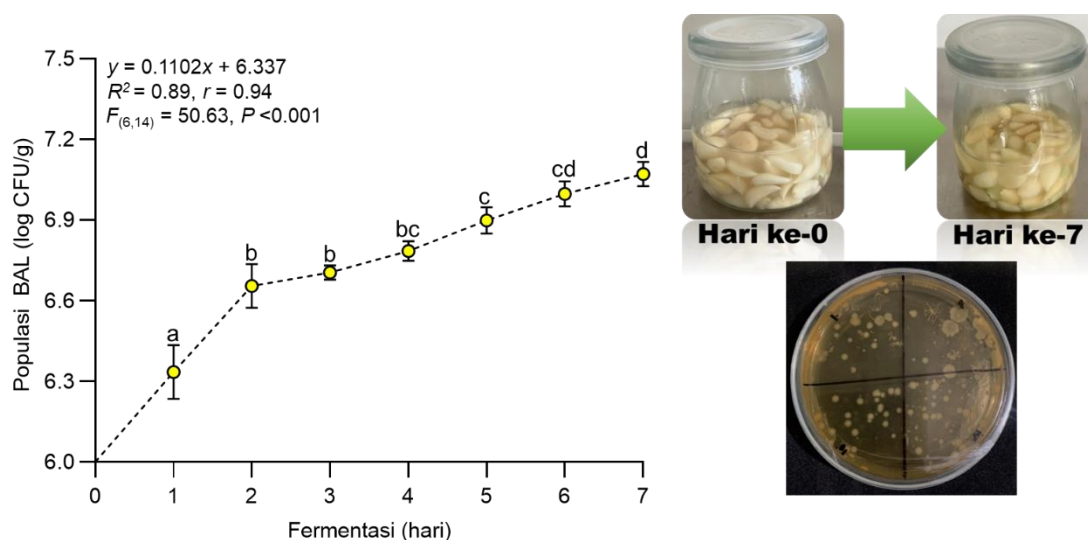 y = 0.1102x + 6.337
R² = 0.89, r = 0.94
F(6,14) = 50.63, P <0.001
7.5
7.2
6.9
6.6
6.3
6.0
Populasi BAL (log CFU/g)
a
b
b
bc
c
cd
d
0
1
2
3
4
5
6
7
Fermentasi (hari)
Hari ke-0
Hari ke-7